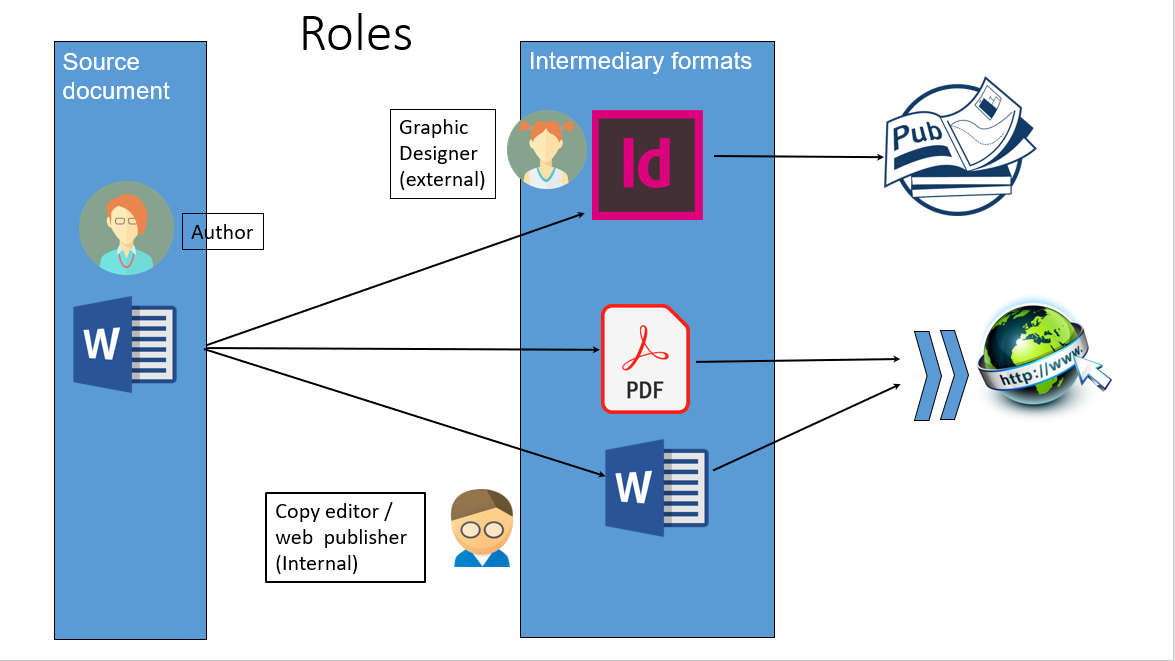 Roles
Source
document
Author
W
Graphic
Designer
(external)
Intermediary formats
Id
PDF
W
Copy editor /
web  publisher
(Internal)
Pub
http://www.